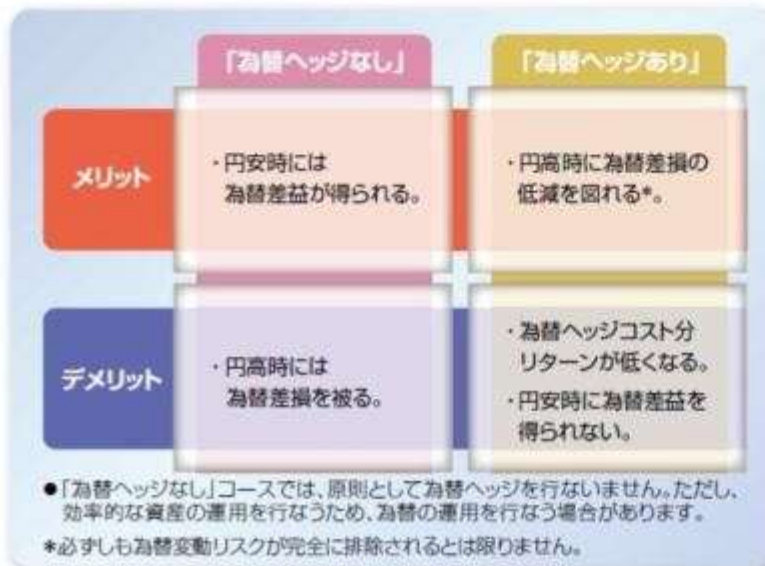 「為替ヘッジなし」
「為替ヘッジあり」
メリット
・円安時には
為替差益が得られる。
・円高時に為替差損の
低減を図れる*。
デメリット
・円高時には
為替差損を被る。
・為替ヘッジコスト分
リターンが低くなる。
・円安時に為替差益を
得られない。
●「為替ヘッジなし」コースでは、原則として為替ヘッジを行ないません。ただし、
効率的な資産の運用を行なうため、為替の運用を行なう場合があります。
*必ずしも為替変動リスクが完全に排除されるとは限りません。